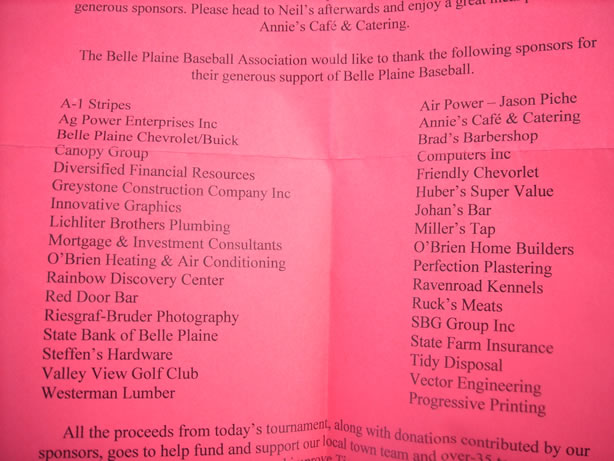 generous sponsors. Please head to Neil's afterwards and enjoy a great meal
Annie's Café & Catering.
The Belle Plaine Baseball Association would like to thank the following sponsors for
their generous support of Belle Plaine Baseball.
A-1 Stripes
Ag Power Enterprises Inc
Belle Plaine Chevrolet/Buick
Canopy Group
Diversified Financial Resources
Greystone Construction Company Inc
Innovative Graphics
Lichliter Brothers Plumbing
Mortgage & Investment Consultants
O'Brien Heating & Air Conditioning
Rainbow Discovery Center
Red Door Bar
Riesgraf-Bruder Photography
State Bank of Belle Plaine
Steffen's Hardware
Valley View Golf Club
Westerman Lumber
Air Power – Jason Piche
Annie's Café & Catering
Brad's Barbershop
Computers Inc
Friendly Chevorlet
Huber's Super Value
Johan's Bar
Miller's Tap
O'Brien Home Builders
Perfection Plastering
Ravenroad Kennels
Ruck's Meats
SBG Group Inc
State Farm Insurance
Tidy Disposal
Vector Engineering
Progressive Printing
All the proceeds from today's tournament, along with donations contributed by our
sponsors, goes to help fund and support our local town team and over-35
improve